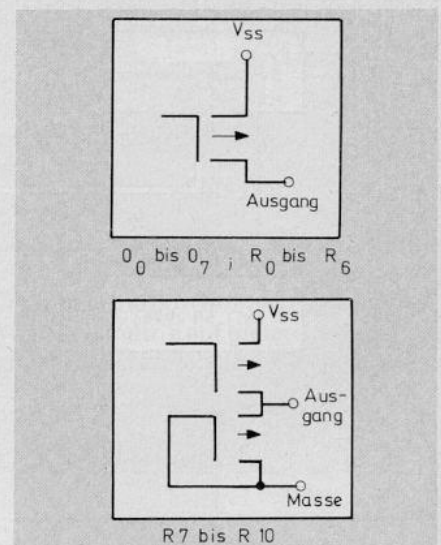 VSS
Ausgang
O0 bis O7 ; R0 bis R6
VSS
Aus-
gang
Masse
R7 bis R10